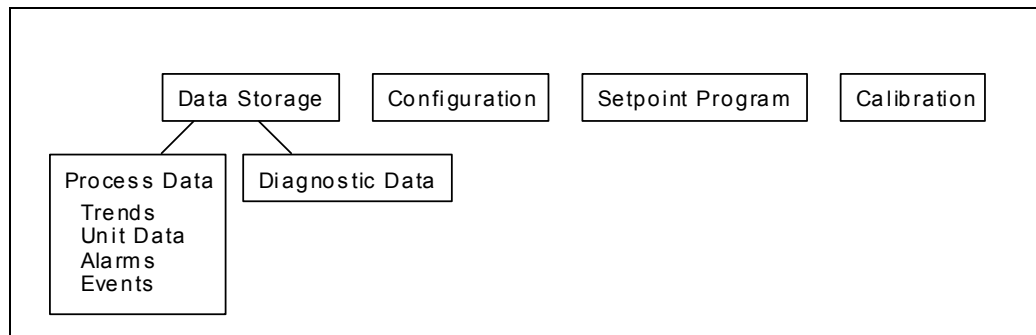 Data Storage
Configuration
Setpoint Program
Calibration
Process Data
Trends
Unit Data
Alarms
Events
Diagnostic Data